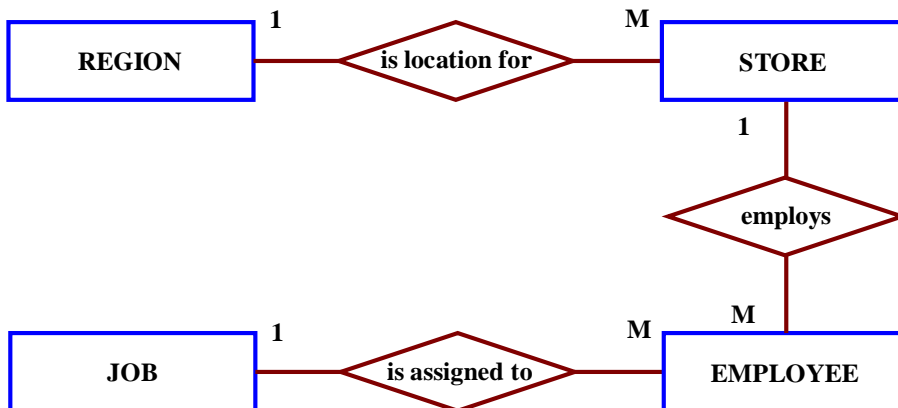 1 M
REGION is location for STORE
1
employs
M
1 M
JOB is assigned to EMPLOYEE